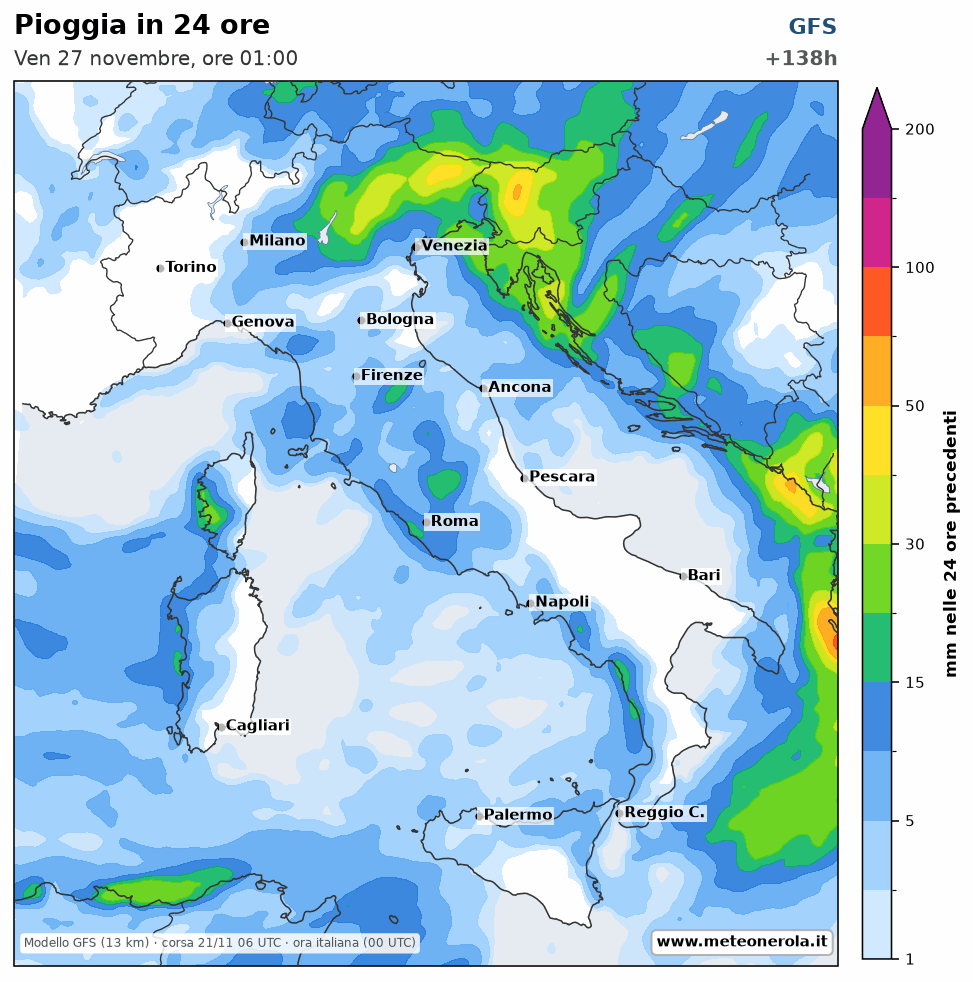 Pioggia in 24 ore
GFS
Ven 27 novembre, ore 01:00
+138h
200
100
50
30
15
5
1
mm nelle 24 ore precedenti
Milano
Venezia
Torino
Genova
Bologna
Firenze
Ancona
Pescara
Roma
Bari
Napoli
Cagliari
Palermo
Reggio C.
Modello GFS (13 km) · corsa 21/11 06 UTC · ora italiana (00 UTC)
www.meteonerola.it